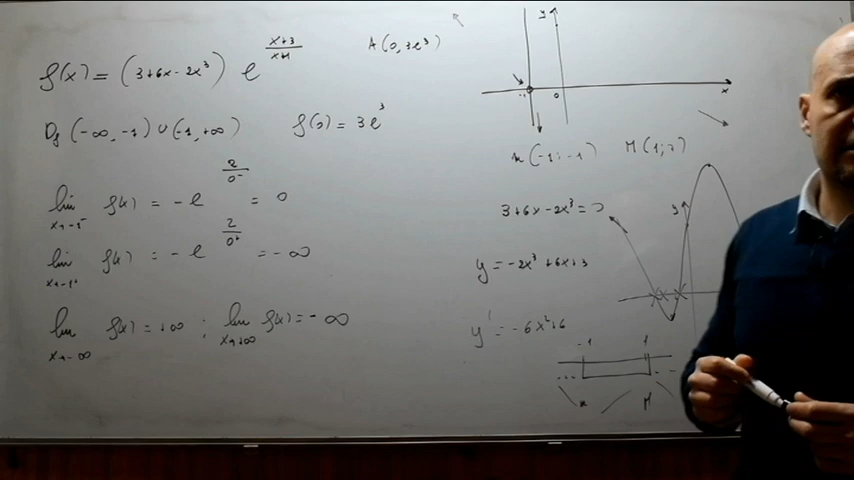 f(x) = (3+6x-2x³) e^(x+3)/(x+1)
A(0, 3e³)
Df (-∞, -1) ∪ (-1, +∞)
f(0) = 3e³
lim x→-1⁻ f(x) = -e^(2/0⁻) = 0
lim x→-1⁺ f(x) = -e^(2/0⁺) = -∞
lim x→-∞ f(x) = +∞ ; lim x→+∞ f(x) = -∞
y
-1 0 x
m(-1; -1) M(1; 7)
3+6x-2x³=0
y
y = -2x³+6x+3
y' = -6x²+6
-1 1
m M